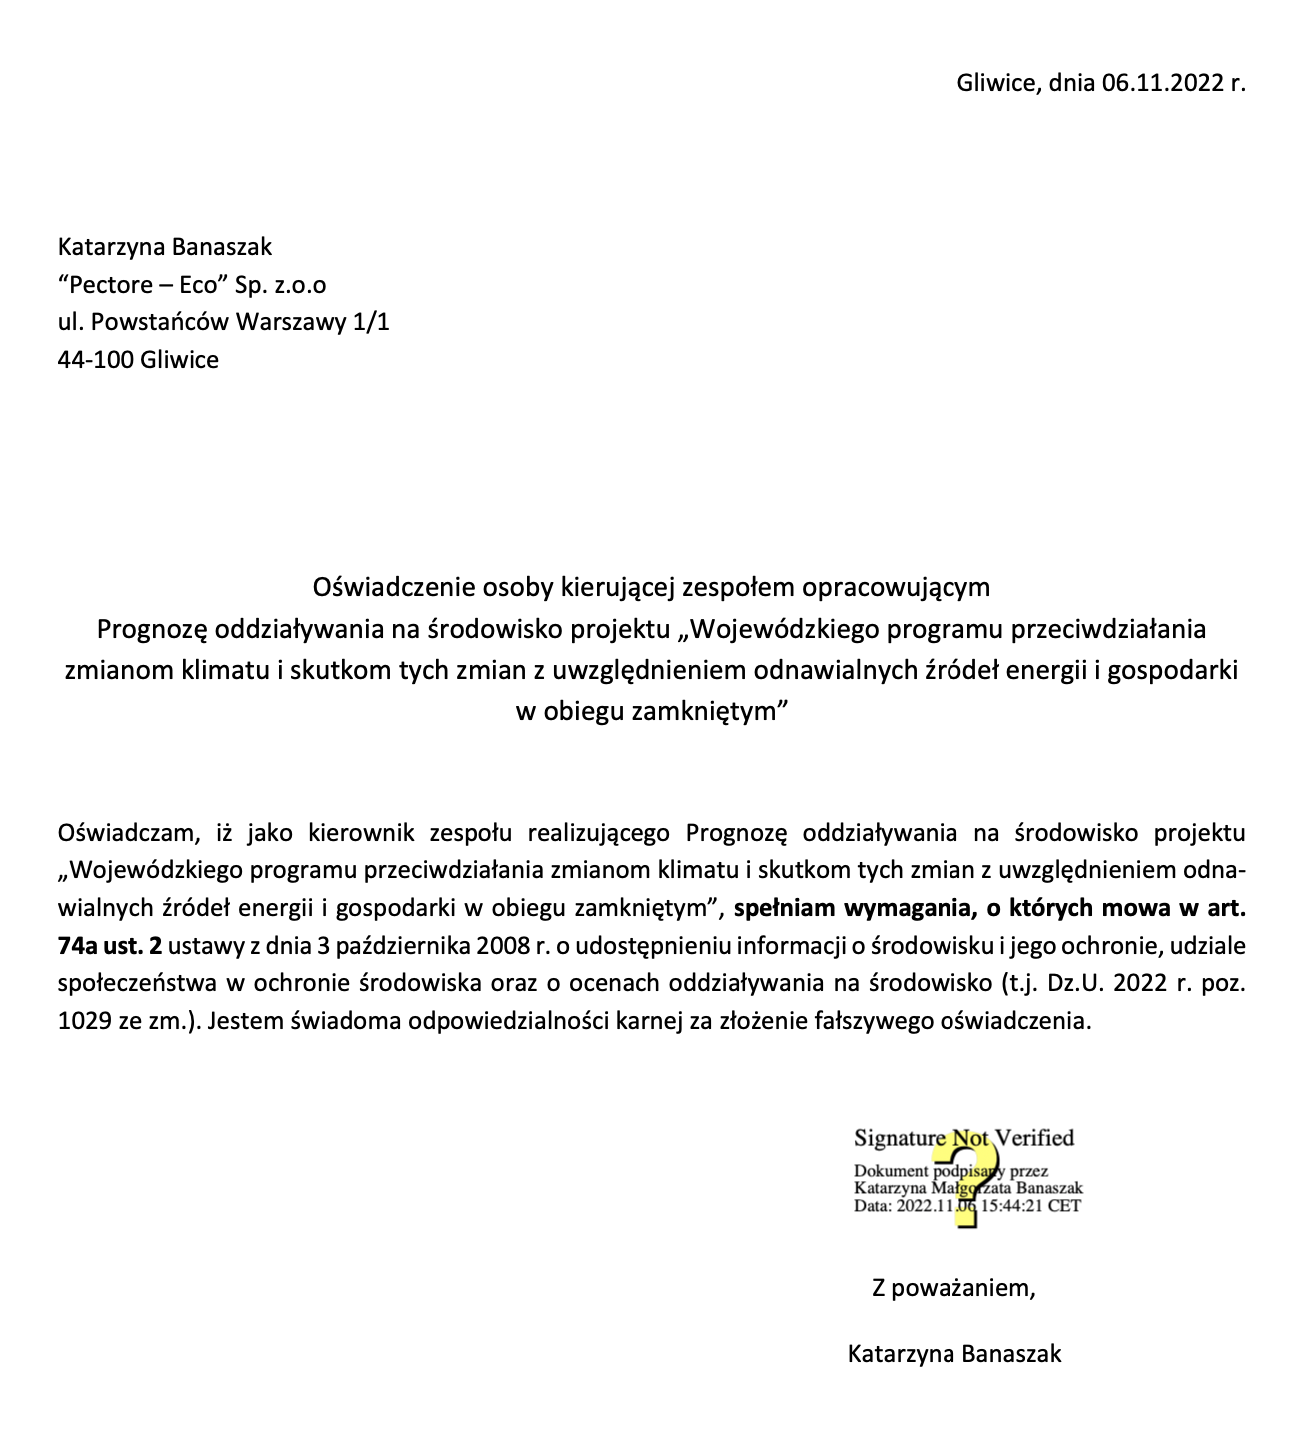 Gliwice, dnia 06.11.2022 r.
Katarzyna Banaszak
“Pectore – Eco” Sp. z.o.o
ul. Powstańców Warszawy 1/1
44-100 Gliwice
Oświadczenie osoby kierującej zespołem opracowującym
Prognozę oddziaływania na środowisko projektu „Wojewódzkiego programu przeciwdziałania
zmianom klimatu i skutkom tych zmian z uwzględnieniem odnawialnych źródeł energii i gospodarki
w obiegu zamkniętym”
Oświadczam, iż jako kierownik zespołu realizującego Prognozę oddziaływania na środowisko projektu
„Wojewódzkiego programu przeciwdziałania zmianom klimatu i skutkom tych zmian z uwzględnieniem odna-
wialnych źródeł energii i gospodarki w obiegu zamkniętym”, spełniam wymagania, o których mowa w art.
74a ust. 2 ustawy z dnia 3 października 2008 r. o udostępnieniu informacji o środowisku i jego ochronie, udziale
społeczeństwa w ochronie środowiska oraz o ocenach oddziaływania na środowisko (t.j. Dz.U. 2022 r. poz.
1029 ze zm.). Jestem świadoma odpowiedzialności karnej za złożenie fałszywego oświadczenia.
Signature Not Verified
Dokument podpisany przez
Katarzyna Małgorzata Banaszak
Data: 2022.11.06 15:44:21 CET
Z poważaniem,
Katarzyna Banaszak